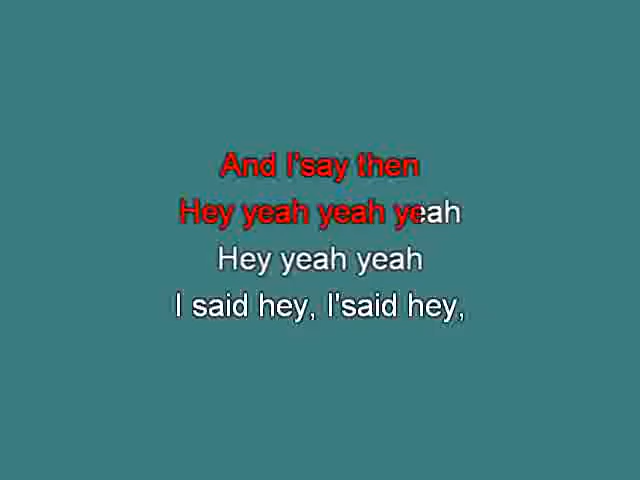 And I'say then
Hey yeah yeah yeah
Hey yeah yeah
I said hey, I'said hey,